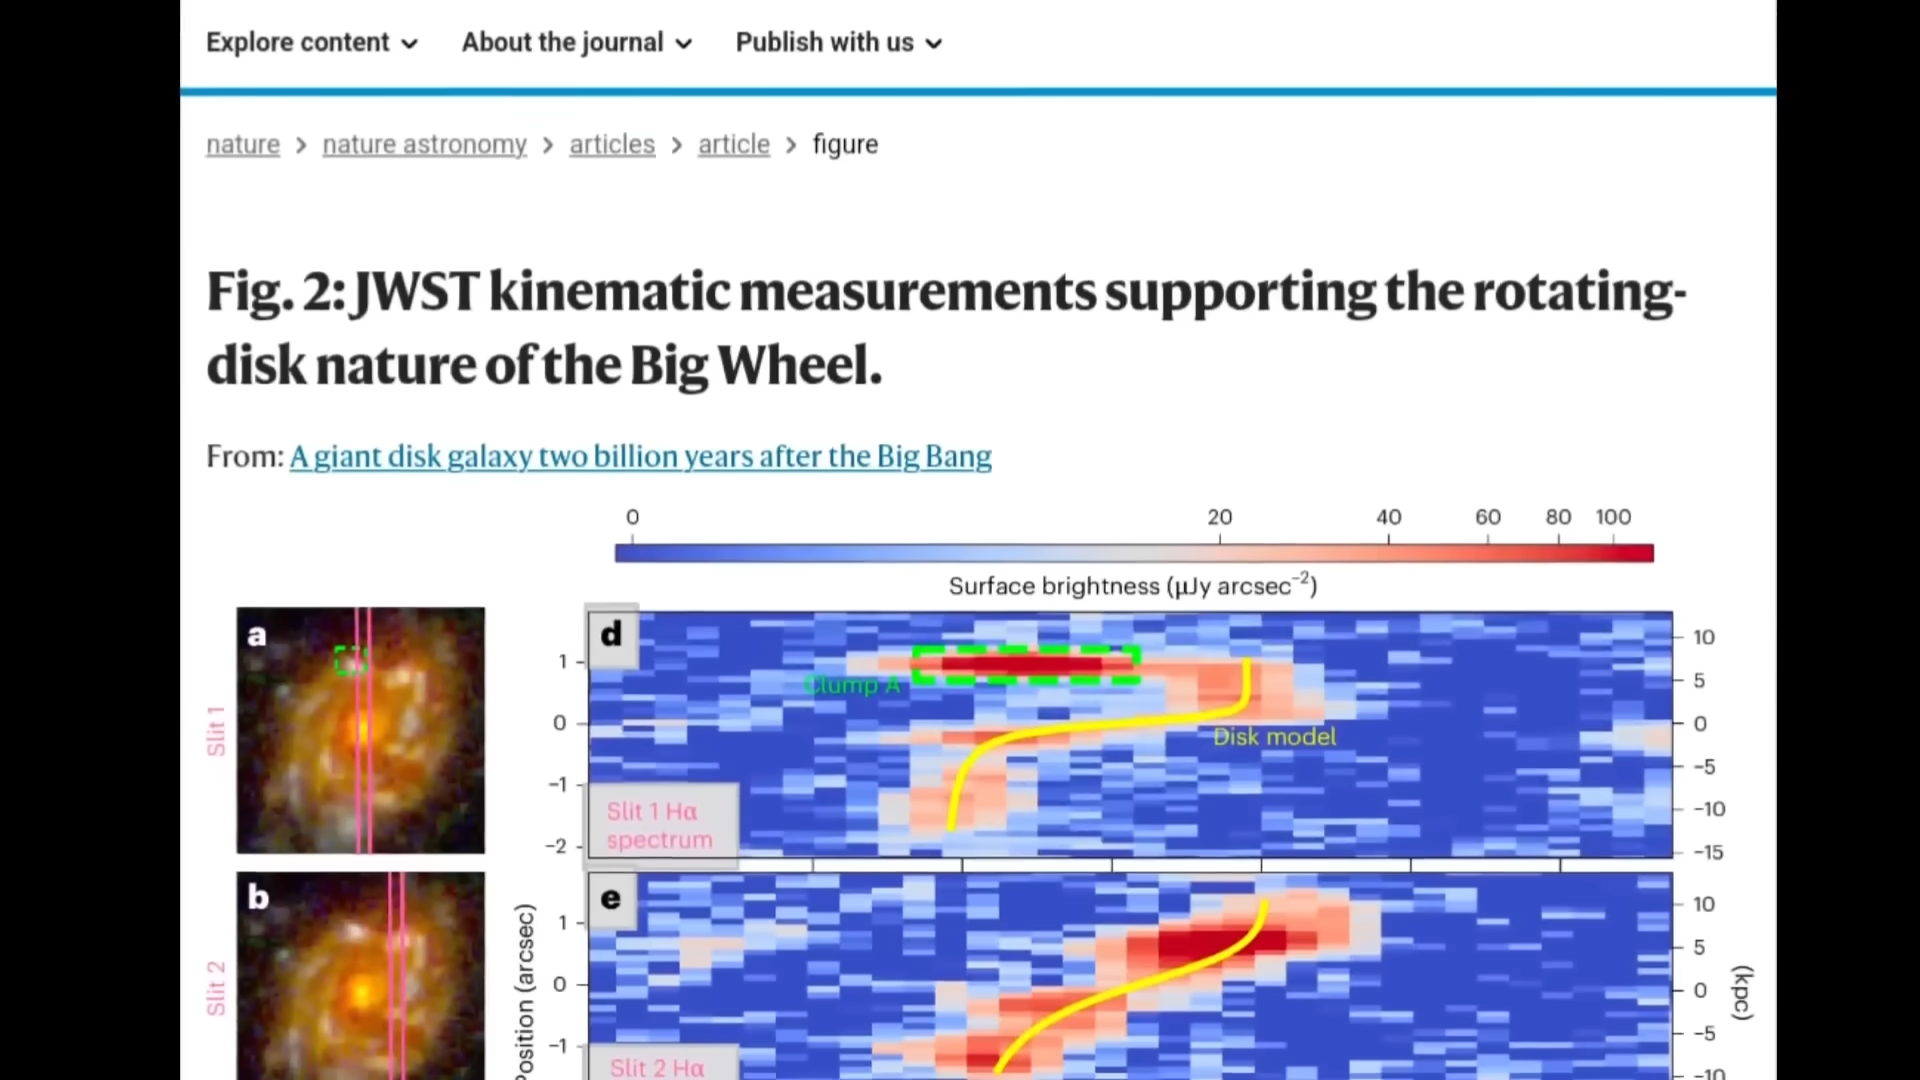 Explore content About the journal Publish with us
nature > nature astronomy > articles > article > figure
Fig. 2: JWST kinematic measurements supporting the rotating-
disk nature of the Big Wheel.
From: A giant disk galaxy two billion years after the Big Bang
0 20 40 60 80 100
Surface brightness (μJy arcsec⁻²)
a
Slit 1
d
1
0
−1
−2
Clump A
Disk model
Slit 1 Hα
spectrum
10
5
0
−5
−10
−15
b
Slit 2
Position (arcsec)
e
1
0
−1
Slit 2 Hα
10
5
0
−5
−10
(kpc)